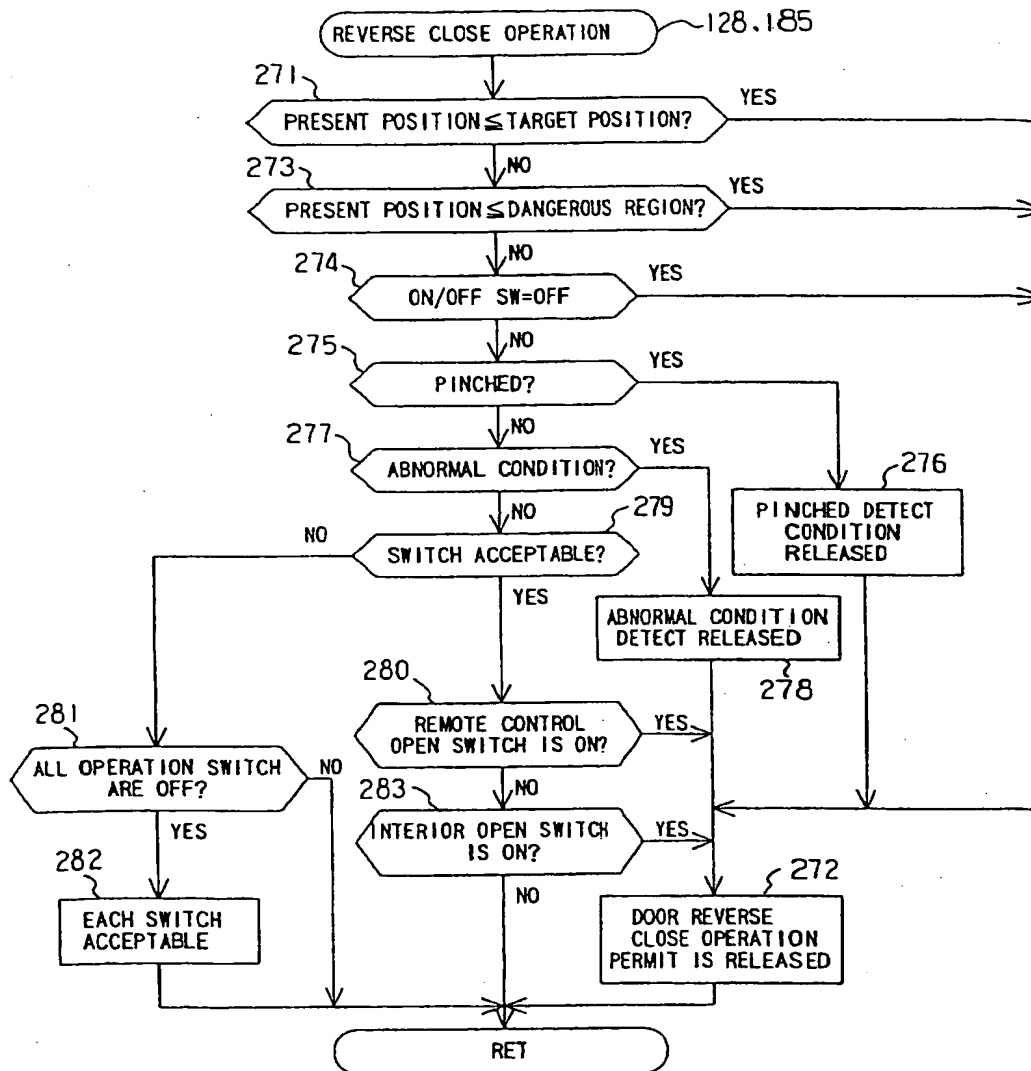 REVERSE CLOSE OPERATION
128.185
271
PRESENT POSITION≦TARGET POSITION?
YES
NO
273
PRESENT POSITION≦DANGEROUS REGION?
YES
NO
274
ON/OFF SW=OFF
YES
NO
275
PINCHED?
YES
NO
277
ABNORMAL CONDITION?
YES
NO
276
PINCHED DETECT
CONDITION
RELEASED
279
SWITCH ACCEPTABLE?
NO
YES
ABNORMAL CONDITION
DETECT RELEASED
278
280
REMOTE CONTROL
OPEN SWITCH IS ON?
YES
NO
281
ALL OPERATION SWITCH
ARE OFF?
NO
YES
283
INTERIOR OPEN SWITCH
IS ON?
YES
NO
282
EACH SWITCH
ACCEPTABLE
272
DOOR REVERSE
CLOSE OPERATION
PERMIT IS RELEASED
RET